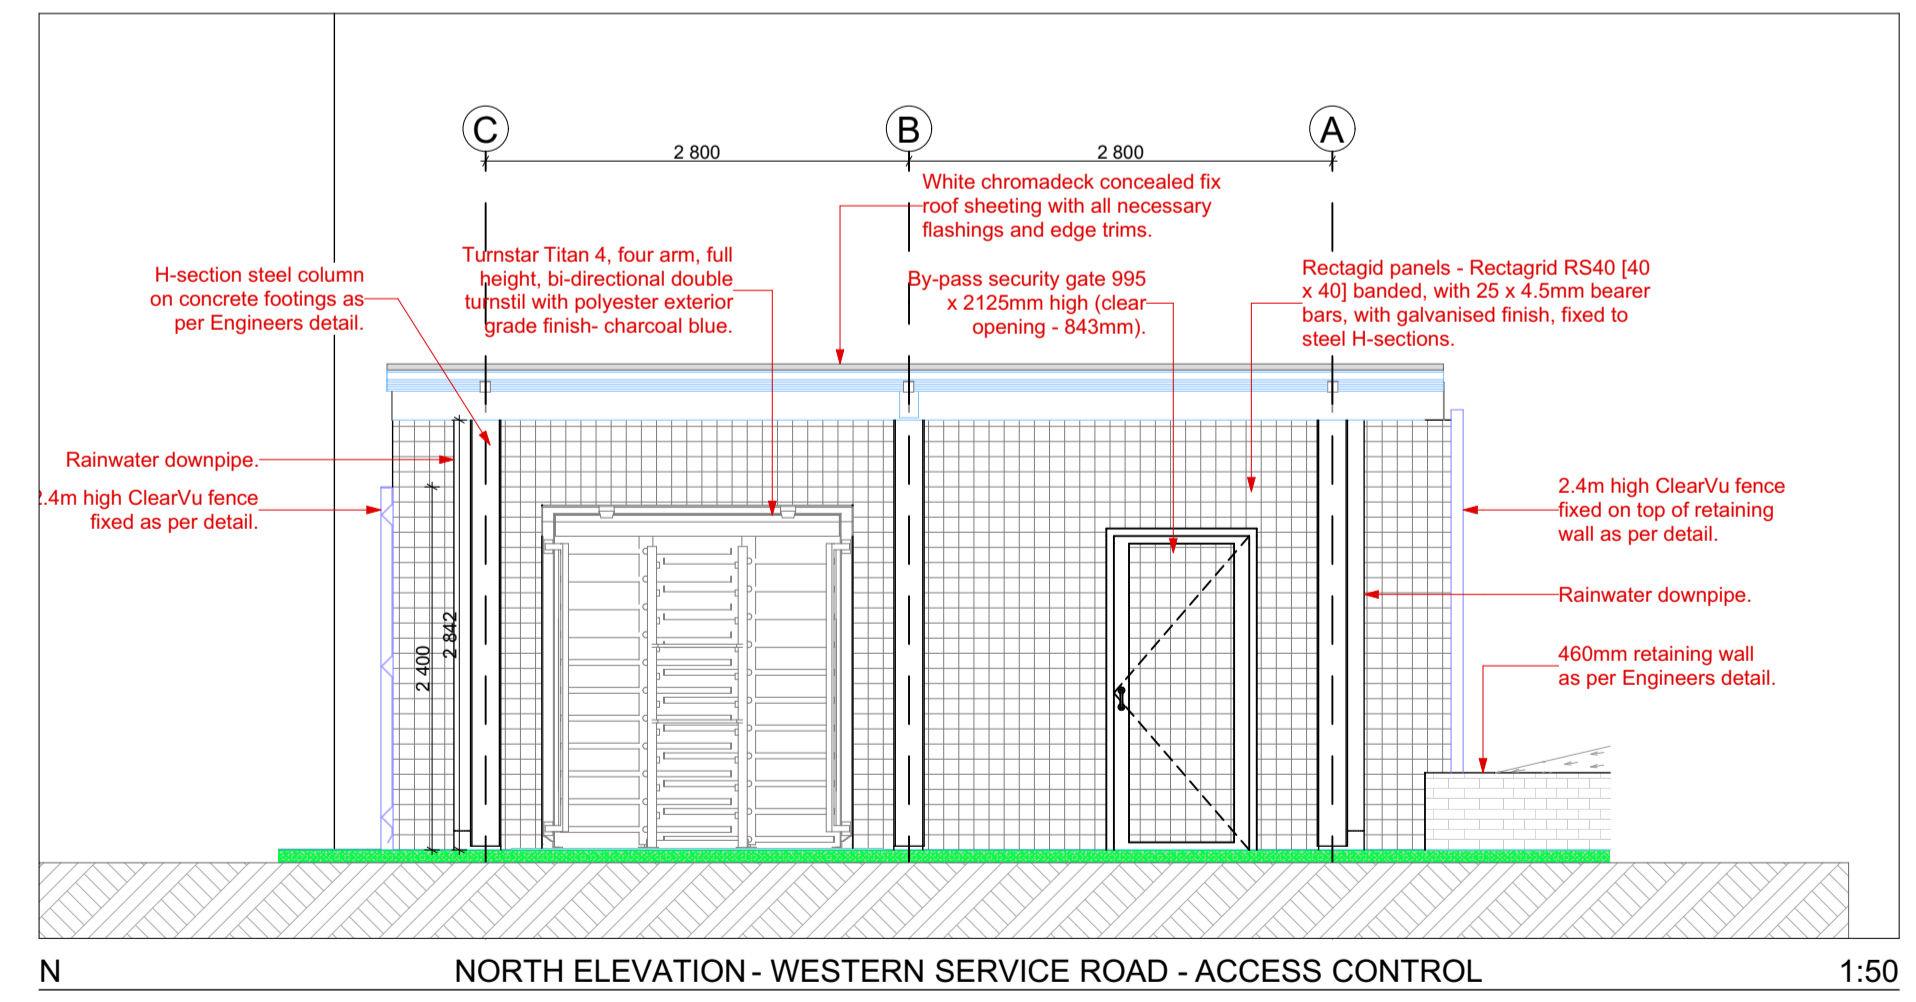 C
B
A
2 800
2 800
White chromadeck concealed fix
roof sheeting with all necessary
flashings and edge trims.
Turnstar Titan 4, four arm, full
height, bi-directional double
turnstil with polyester exterior
grade finish- charcoal blue.
H-section steel column
on concrete footings as
per Engineers detail.
By-pass security gate 995
x 2125mm high (clear
opening - 843mm).
Rectagid panels - Rectagrid RS40 [40
x 40] banded, with 25 x 4.5mm bearer
bars, with galvanised finish, fixed to
steel H-sections.
Rainwater downpipe.
2.4m high ClearVu fence
fixed as per detail.
2 842
2 400
2.4m high ClearVu fence
fixed on top of retaining
wall as per detail.
Rainwater downpipe.
460mm retaining wall
as per Engineers detail.
N
NORTH ELEVATION - WESTERN SERVICE ROAD - ACCESS CONTROL
1:50